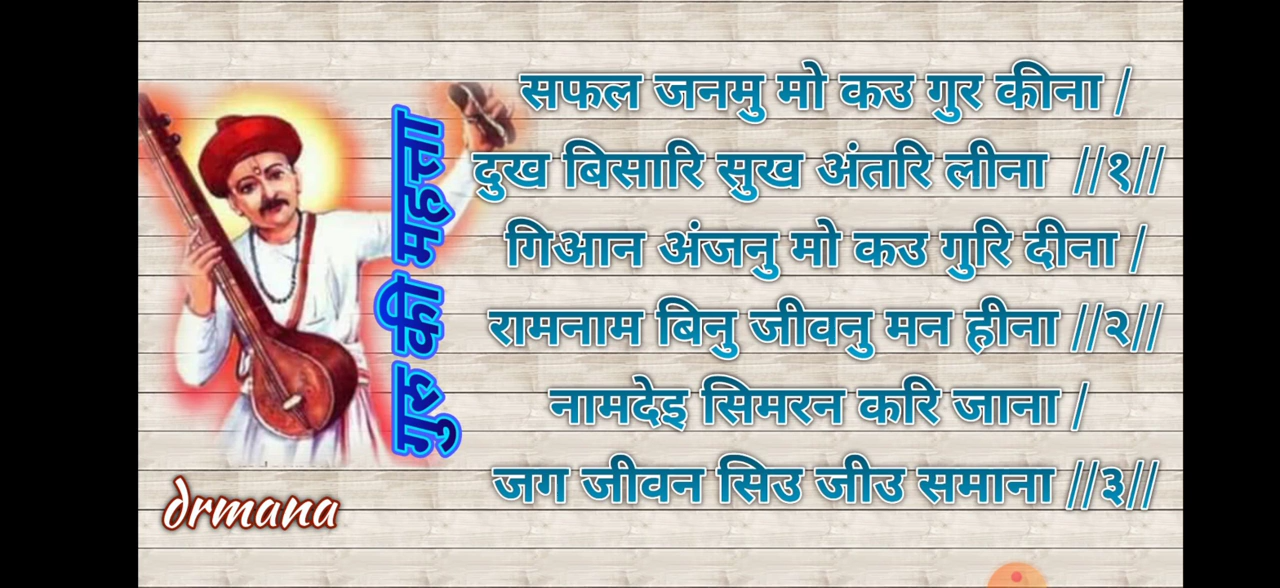 गुरु की महत्ता
सफल जनमु मो कउ गुर कीना /
दुख बिसारि सुख अंतरि लीना //१//
गिआन अंजनु मो कउ गुरि दीना /
रामनाम बिनु जीवनु मन हीना //२//
नामदेइ सिमरन करि जाना /
जग जीवन सिउ जीउ समाना //३//
drmana